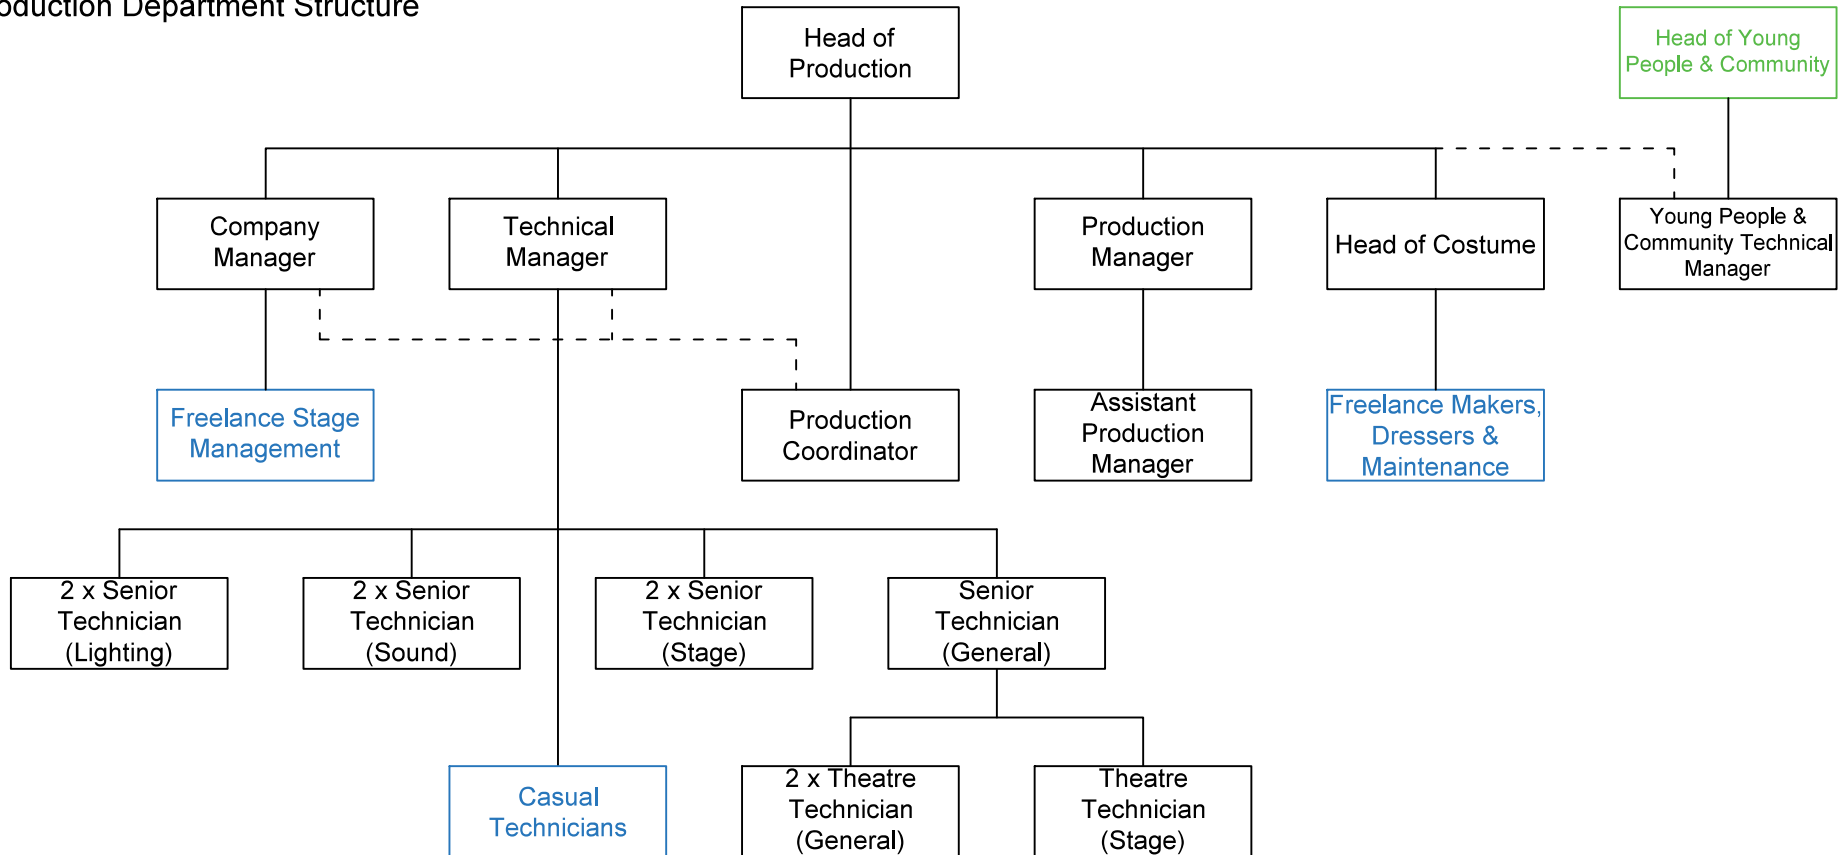 oduction Department Structure
Head of
Production
Head of Young
People & Community
Company
Manager
Technical
Manager
Production
Manager
Head of Costume
Young People &
Community Technical
Manager
Freelance Stage
Management
Production
Coordinator
Assistant
Production
Manager
Freelance Makers,
Dressers &
Maintenance
2 x Senior
Technician
(Lighting)
2 x Senior
Technician
(Sound)
2 x Senior
Technician
(Stage)
Senior
Technician
(General)
Casual
Technicians
2 x Theatre
Technician
(General)
Theatre
Technician
(Stage)